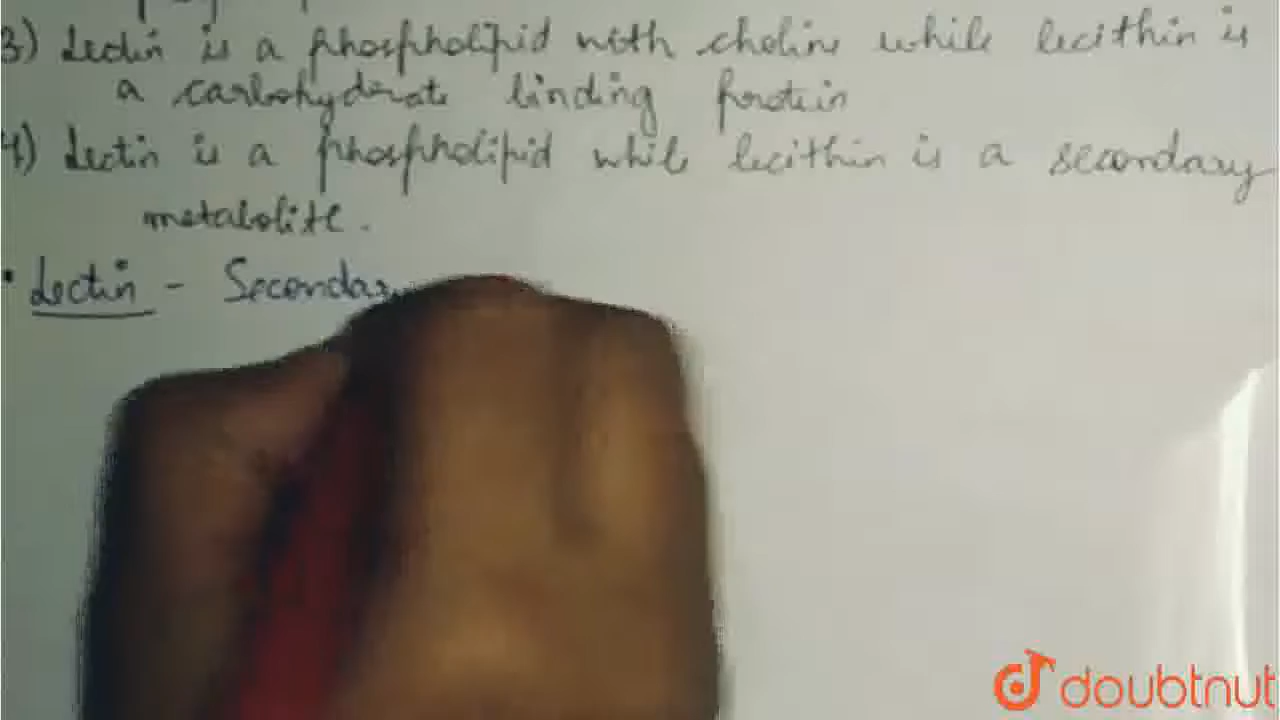 3) Lectin is a phospholipid with choline while lecithin is
a carbohydrate binding protein
4) Lectin is a phospholipid while lecithin is a secondary
metabolite.
• Lectin - Secondary
doubtnut